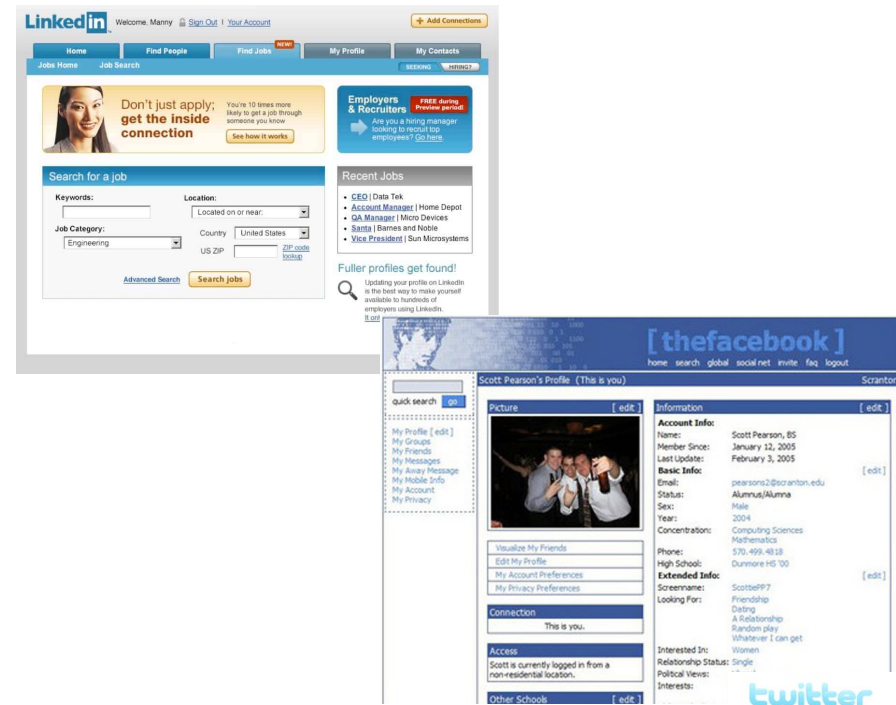 Linkedin Welcome, Manny Sign Out | Your Account + Add Connections
Home Find People Find Jobs NEW! My Profile My Contacts
Jobs Home Job Search SEEKING HIRING?
Don't just apply;
get the inside
connection
You're 10 times more
likely to get a job through
someone you know
See how it works
Employers
& Recruiters
FREE during
Preview period!
Are you a hiring manager
looking to recruit top
employees? Go here
Search for a job
Keywords: Location:
Located on or near:
Job Category:
Engineering
Country United States
US ZIP ZIP code
lookup
Advanced Search Search jobs
Recent Jobs
• CEO | Data Tek
• Account Manager | Home Depot
• QA Manager | Micro Devices
• Santa | Barnes and Noble
• Vice President | Sun Microsystems
Fuller profiles get found!
Updating your profile on LinkedIn
is the best way to make yourself
available to hundreds of
employers using LinkedIn.
[ thefacebook ]
home search global social net invite faq logout
Scott Pearson's Profile (This is you) Scranton
quick search go
My Profile [ edit ]
My Groups
My Friends
My Messages
My Away Message
My Mobile Info
My Account
My Privacy
Picture [ edit ]
Visualize My Friends
Edit My Profile
My Account Preferences
My Privacy Preferences
Connection
This is you.
Access
Scott is currently logged in from a
non-residential location.
Other Schools [ edit ]
Information [ edit ]
Account Info:
Name: Scott Pearson, BS
Member Since: January 12, 2005
Last Update: February 3, 2005
Basic Info: [ edit ]
Email: pearsons2@scranton.edu
Status: Alumnus/Alumna
Sex: Male
Year: 2004
Concentration: Computing Sciences
Mathematics
Phone: 570.499.4818
High School: Dunmore HS '00
Extended Info: [ edit ]
Screenname: ScottiePP7
Looking For: Friendship
Dating
A Relationship
Random play
Whatever I can get
Interested In: Women
Relationship Status: Single
Political Views:
Interests:
twitter